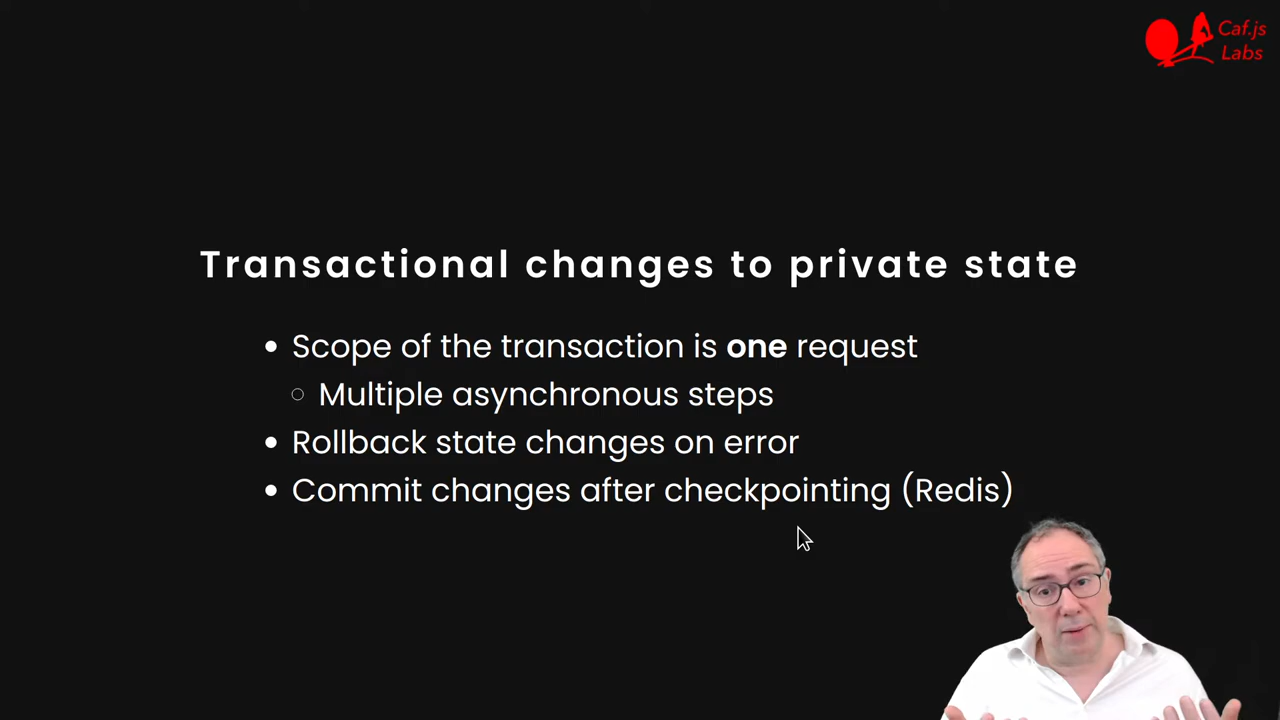 Caf.js
Labs
Transactional changes to private state
Scope of the transaction is one request
Multiple asynchronous steps
Rollback state changes on error
Commit changes after checkpointing (Redis)